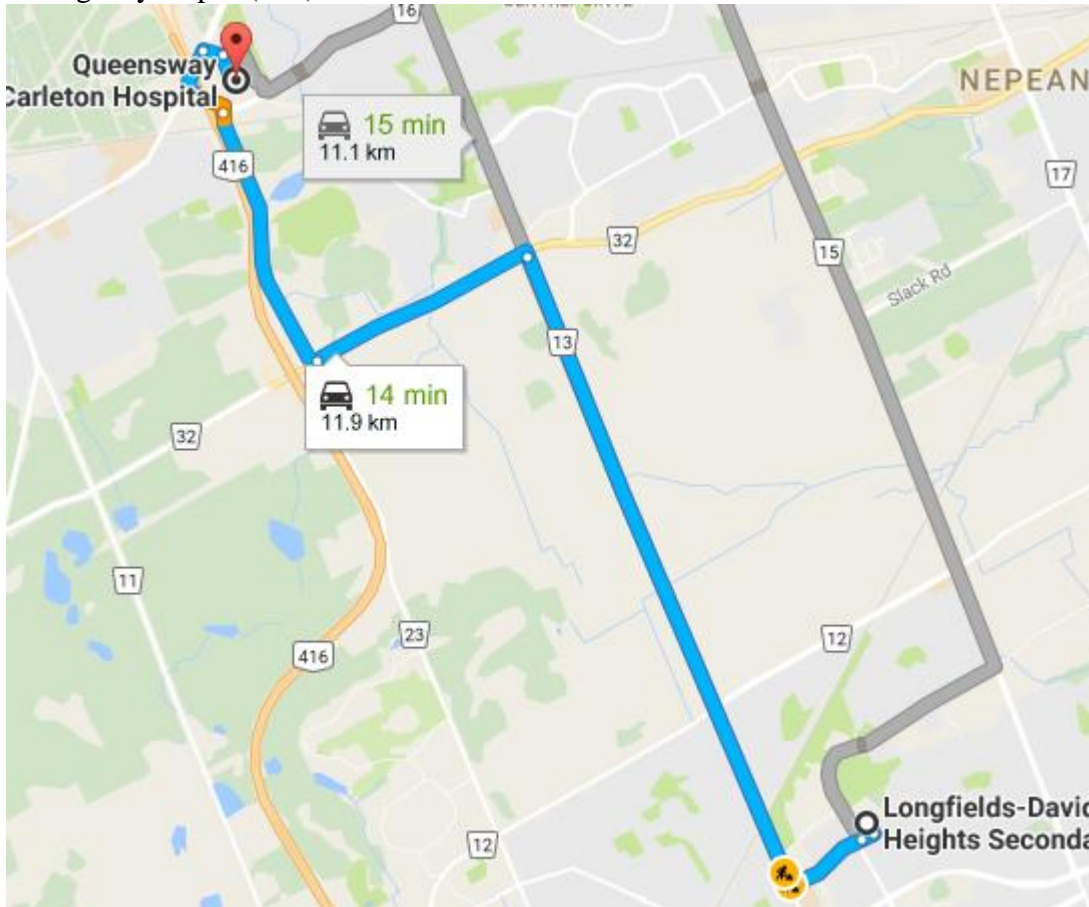 16
Queensway
Carleton Hospital
NEPEAN
15 min
11.1 km
416
17
32
15
Slack Rd
13
14 min
11.9 km
32
11
23
12
416
Longfields-David
Heights Seconda
12